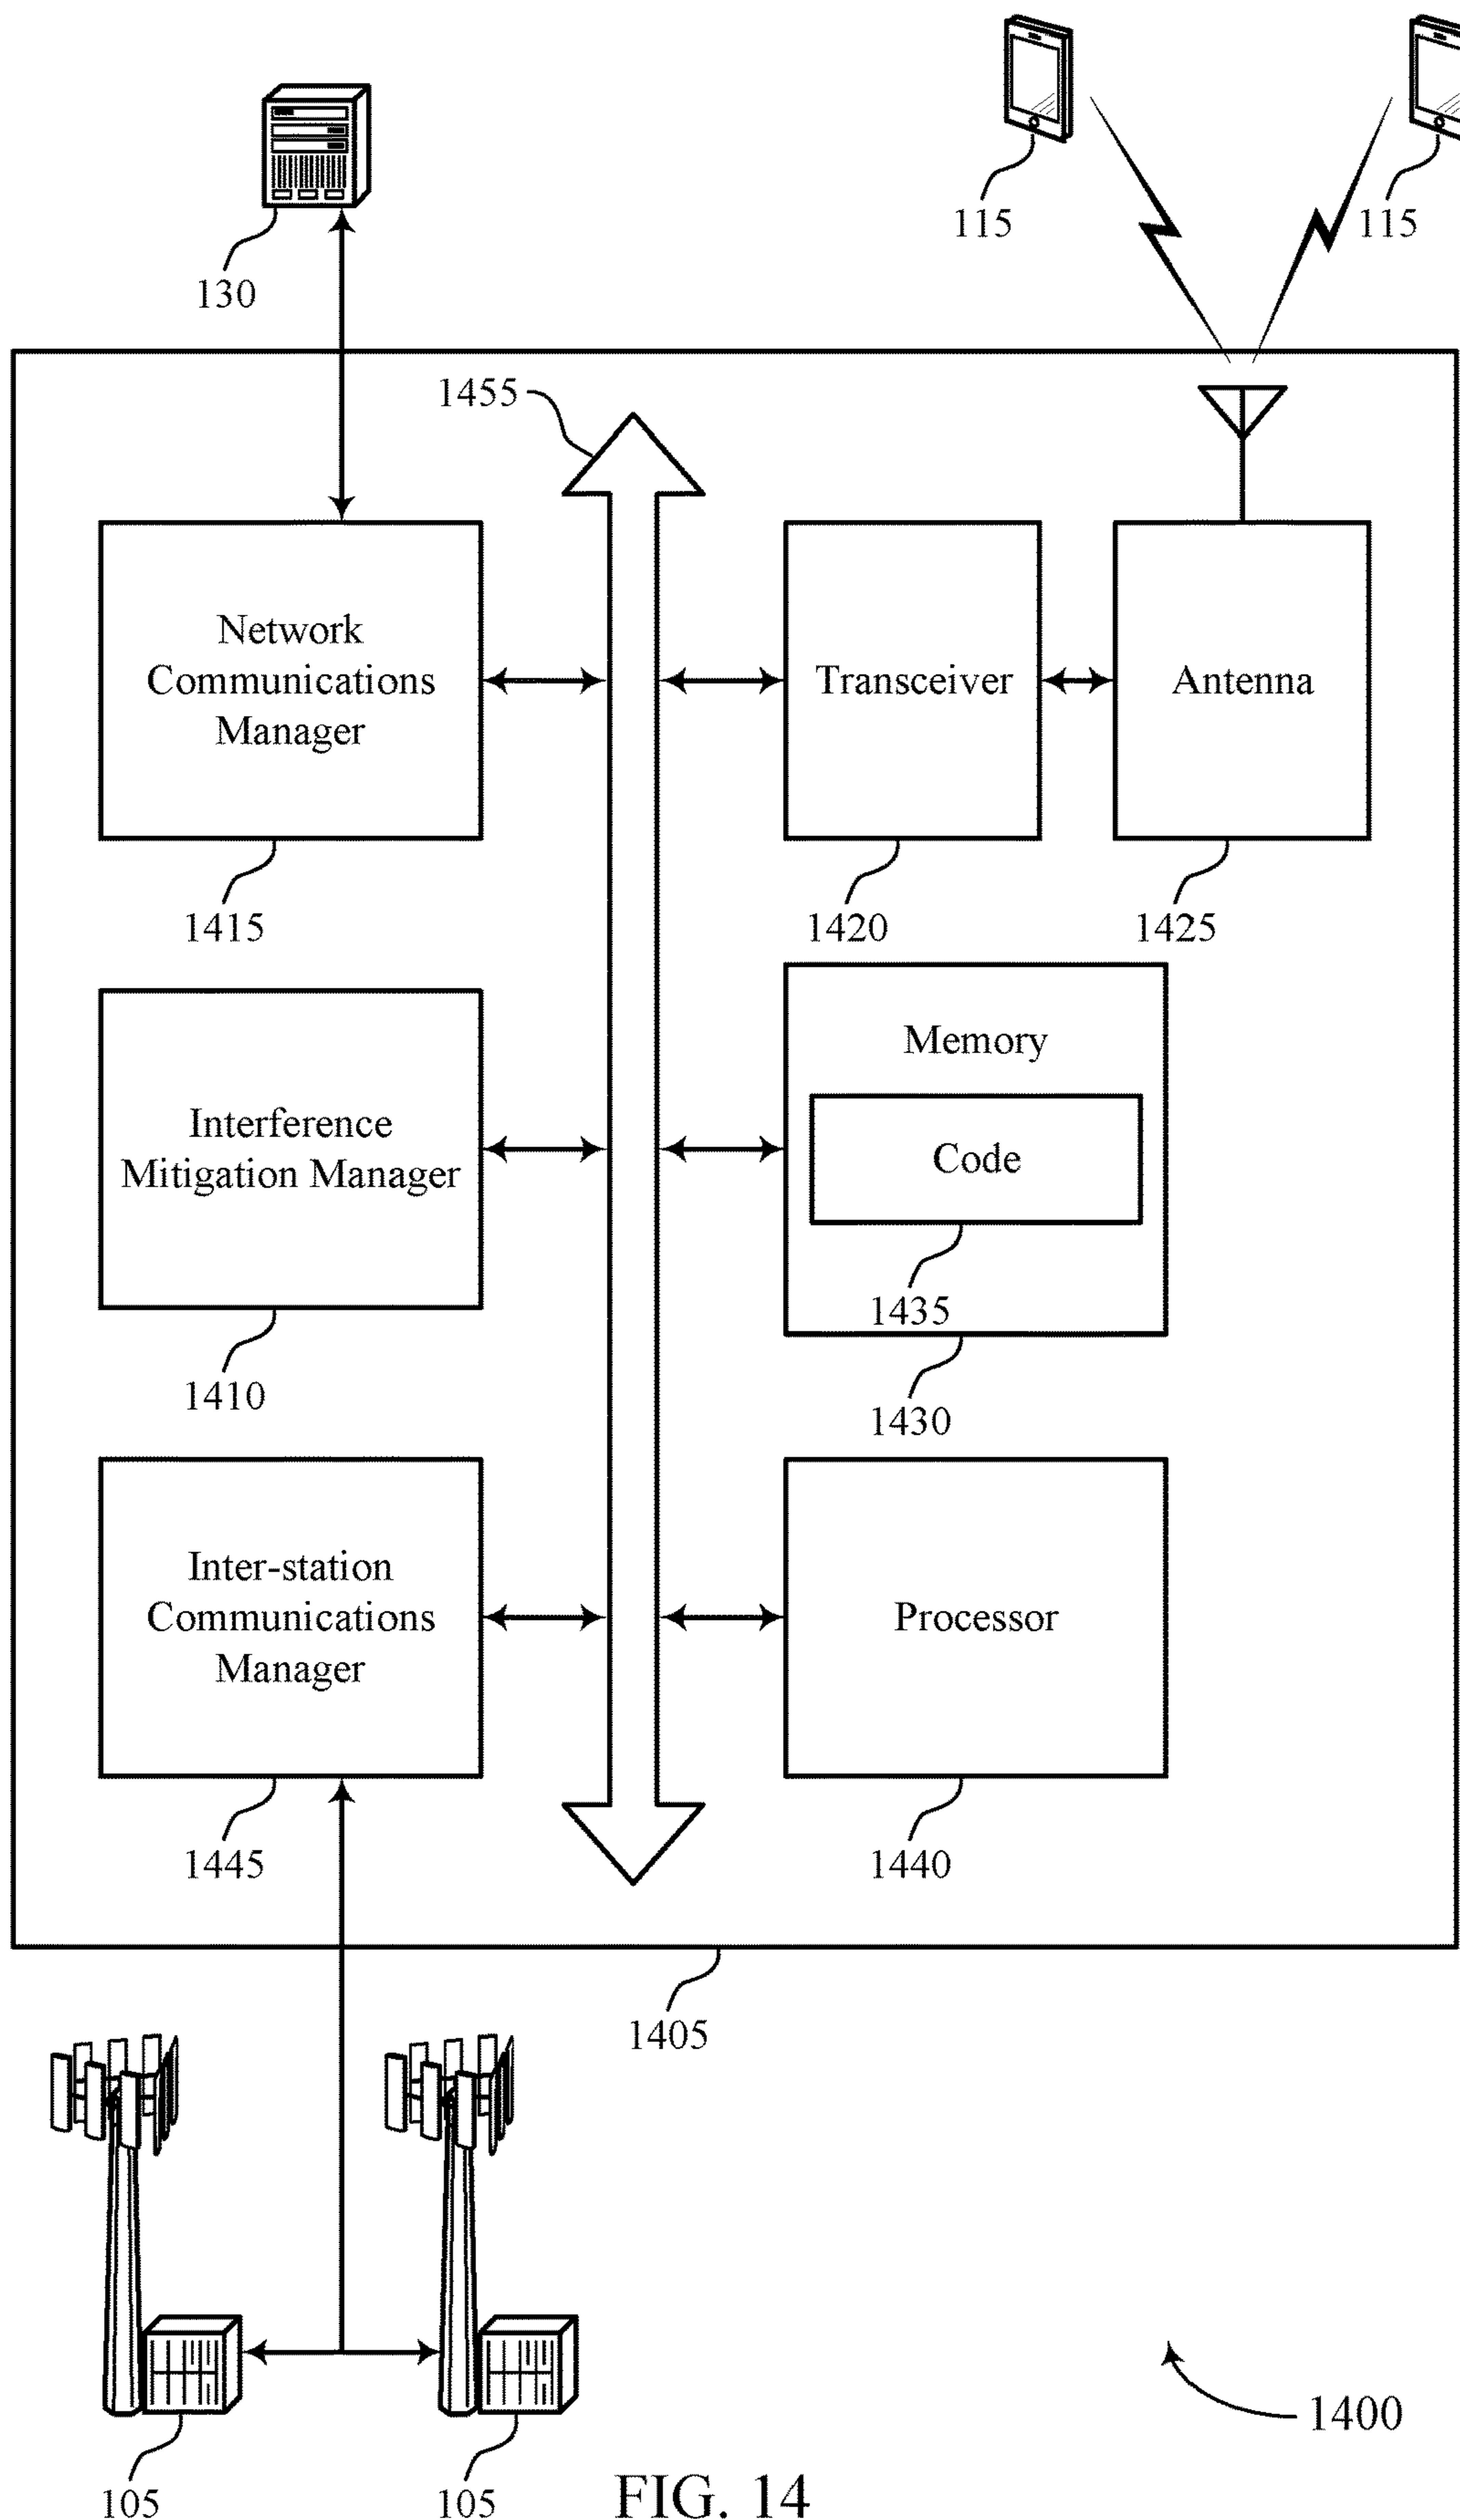 115
115
130
1455
Network
Communications
Manager
Transceiver
Antenna
1415
1420
1425
Memory
Interference
Mitigation Manager
Code
1435
1410
1430
Inter-station
Communications
Manager
Processor
1445
1440
1405
1400
105
105
FIG. 14